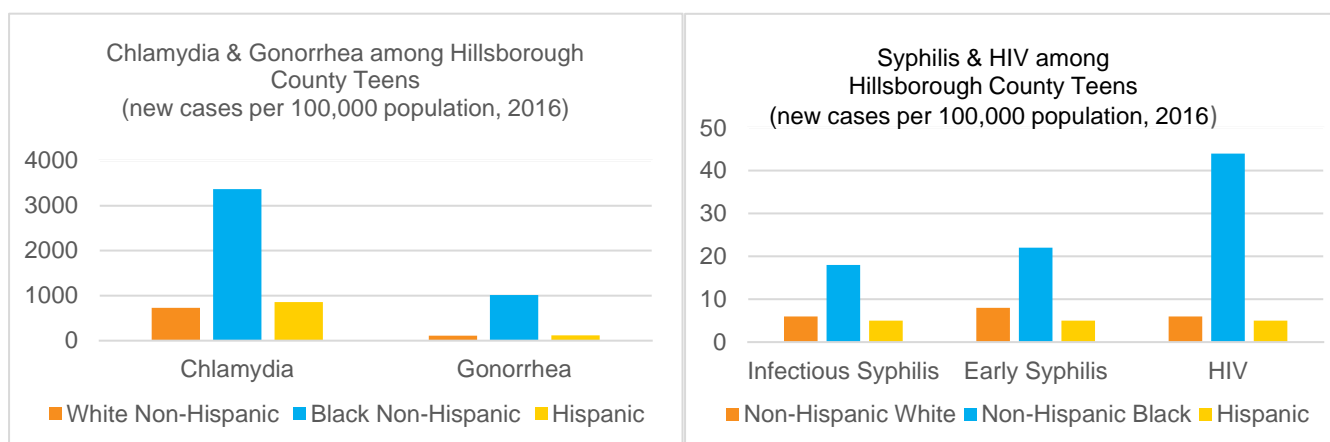 Chlamydia & Gonorrhea among Hillsborough
County Teens
(new cases per 100,000 population, 2016)
4000
3000
2000
1000
0
Chlamydia Gonorrhea
White Non-Hispanic Black Non-Hispanic Hispanic
Syphilis & HIV among
Hillsborough County Teens
(new cases per 100,000 population, 2016)
50
40
30
20
10
0
Infectious Syphilis Early Syphilis HIV
Non-Hispanic White Non-Hispanic Black Hispanic